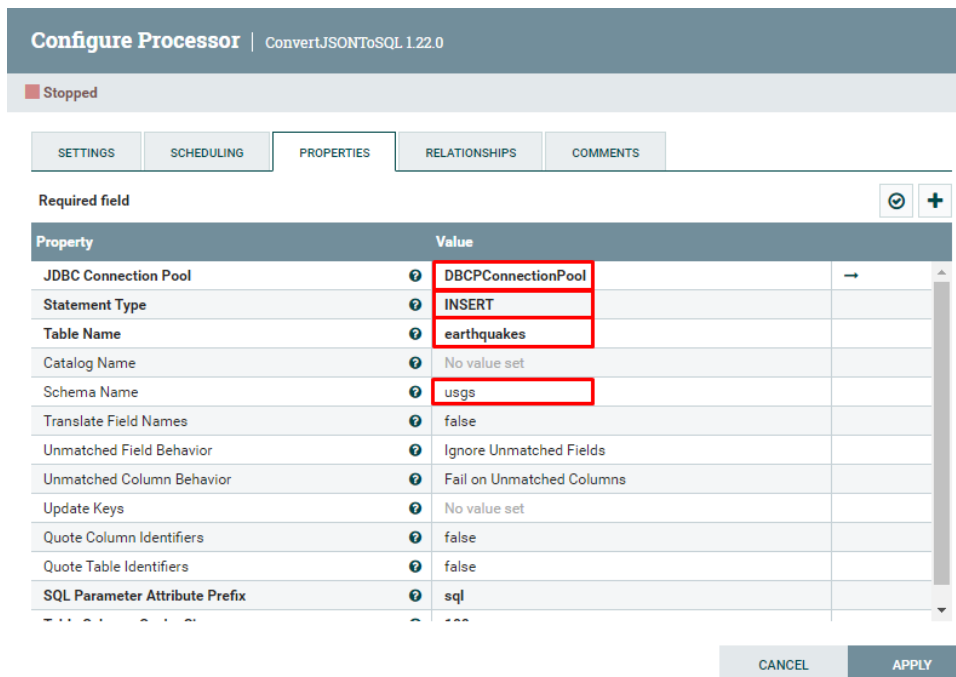 Configure Processor | ConvertJSONToSQL 1.22.0
Stopped
SETTINGS SCHEDULING PROPERTIES RELATIONSHIPS COMMENTS
Required field
Property Value
JDBC Connection Pool DBCPConnectionPool
Statement Type INSERT
Table Name earthquakes
Catalog Name No value set
Schema Name usgs
Translate Field Names false
Unmatched Field Behavior Ignore Unmatched Fields
Unmatched Column Behavior Fail on Unmatched Columns
Update Keys No value set
Quote Column Identifiers false
Quote Table Identifiers false
SQL Parameter Attribute Prefix sql
CANCEL APPLY